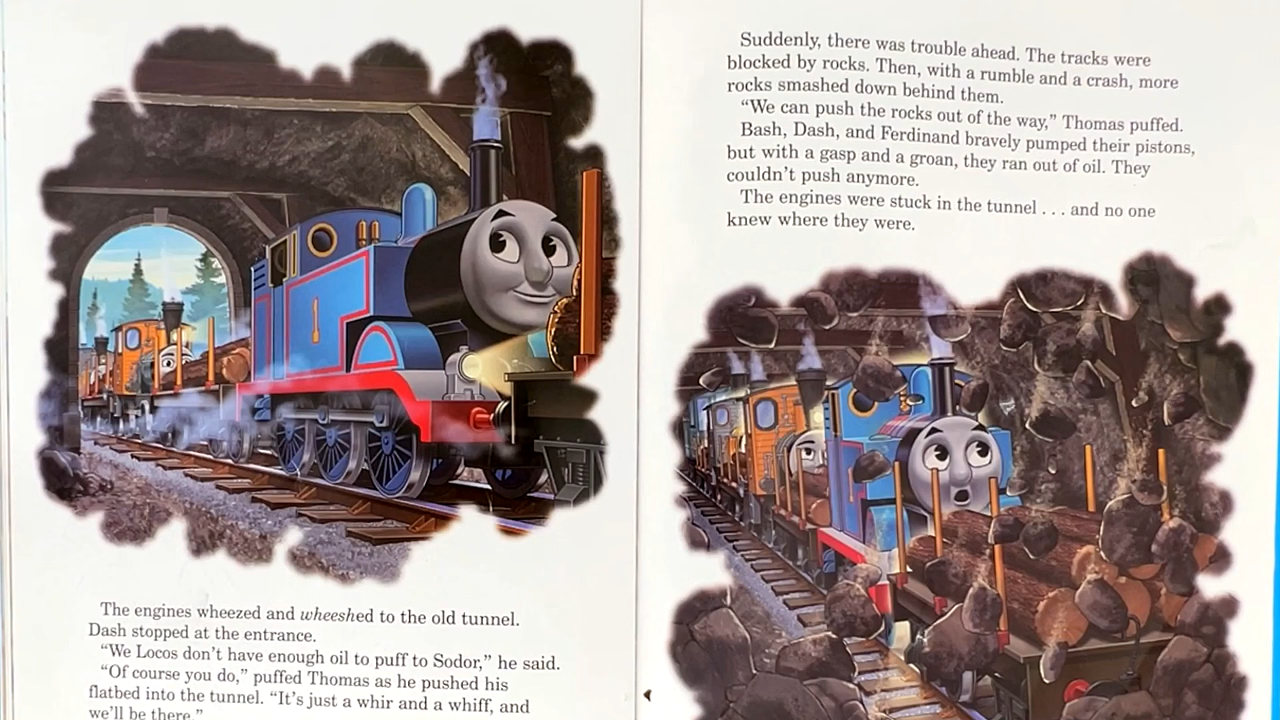 1
The engines wheezed and wheeshed to the old tunnel.
Dash stopped at the entrance.
“We Locos don’t have enough oil to puff to Sodor,” he said.
“Of course you do,” puffed Thomas as he pushed his
flatbed into the tunnel. “It’s just a whir and a whiff, and
we’ll be there.”
Suddenly, there was trouble ahead. The tracks were
blocked by rocks. Then, with a rumble and a crash, more
rocks smashed down behind them.
“We can push the rocks out of the way,” Thomas puffed.
Bash, Dash, and Ferdinand bravely pumped their pistons,
but with a gasp and a groan, they ran out of oil. They
couldn’t push anymore.
The engines were stuck in the tunnel . . . and no one
knew where they were.